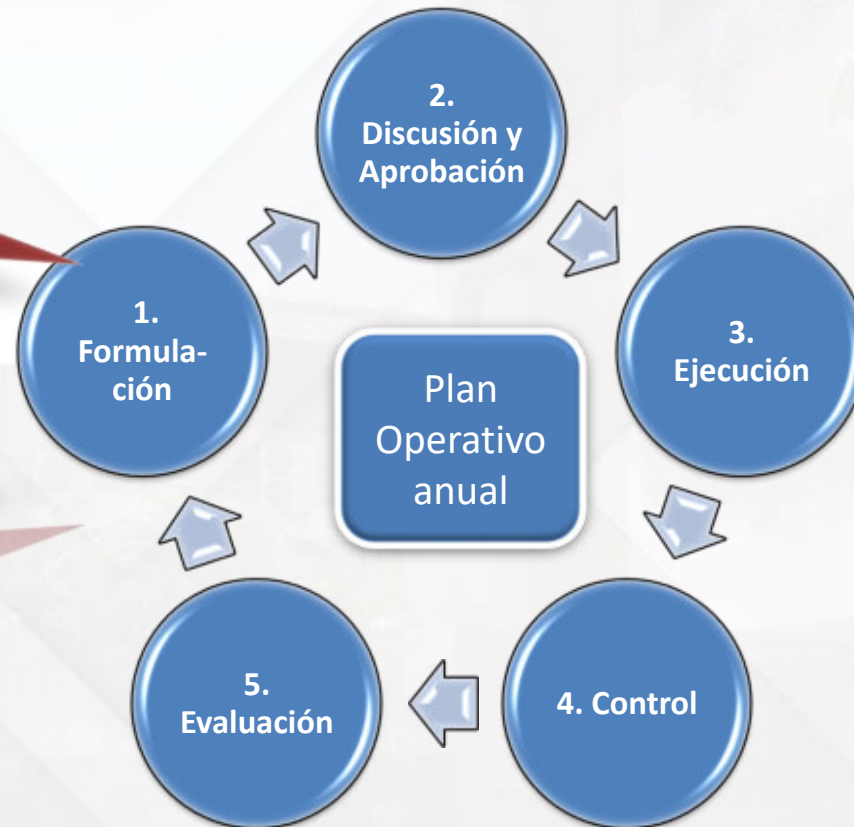 2.
Discusión y
Aprobación
1.
Formula-
ción
3.
Ejecución
Plan
Operativo
anual
5.
Evaluación
4. Control